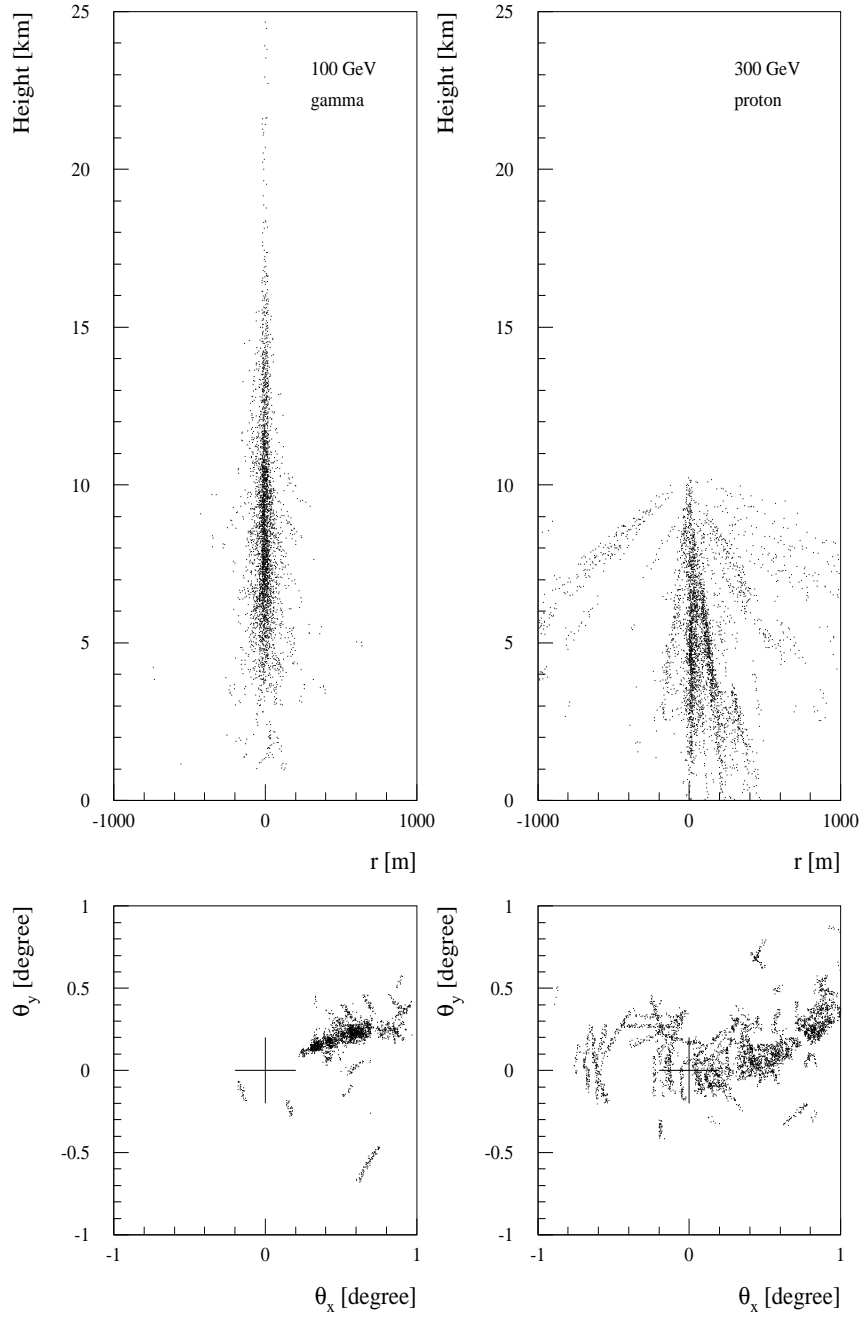 Height [km]
25
20
15
10
5
0
100 GeV
gamma
-1000
0
1000
r [m]
Height [km]
25
20
15
10
5
0
300 GeV
proton
-1000
0
1000
r [m]
θy [degree]
1
0.5
0
-0.5
-1
-1
0
1
θx [degree]
θy [degree]
1
0.5
0
-0.5
-1
-1
0
1
θx [degree]